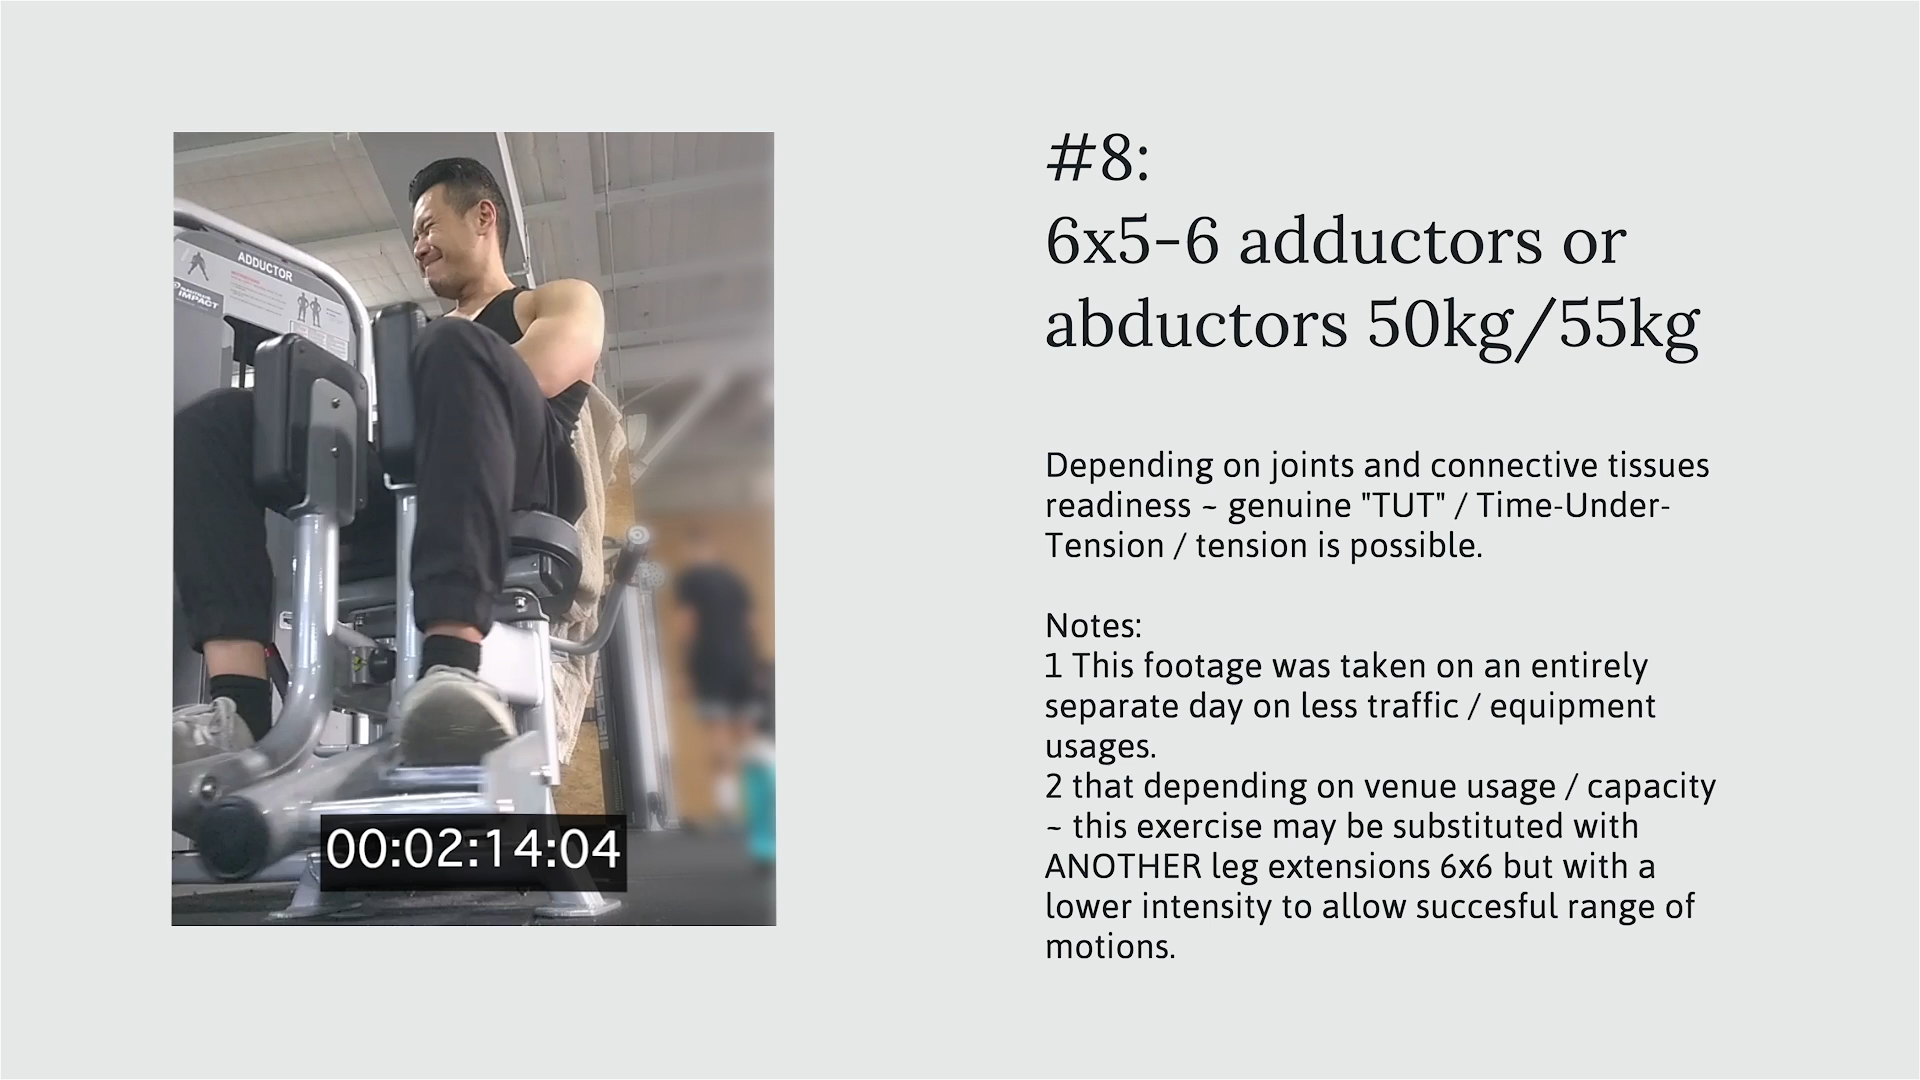 ADDUCTOR
NAUTILUS
IMPACT
00:02:14:04
#8:
6x5-6 adductors or
abductors 50kg/55kg
Depending on joints and connective tissues
readiness ~ genuine "TUT" / Time-Under-
Tension / tension is possible.
Notes:
1 This footage was taken on an entirely
separate day on less traffic / equipment
usages.
2 that depending on venue usage / capacity
~ this exercise may be substituted with
ANOTHER leg extensions 6x6 but with a
lower intensity to allow succesful range of
motions.